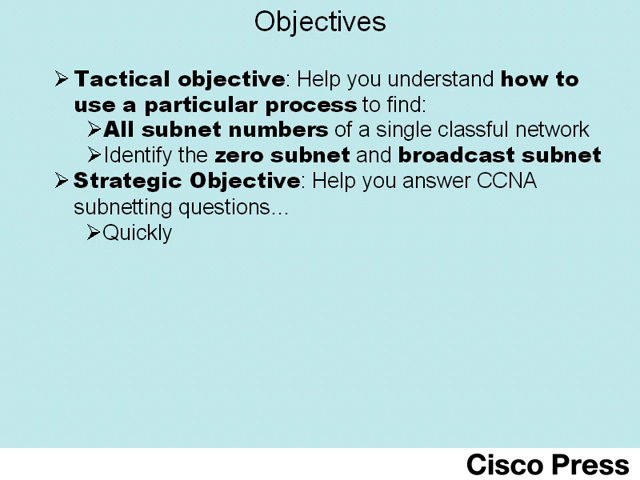 Objectives
➢Tactical objective: Help you understand how to
use a particular process to find:
➢All subnet numbers of a single classful network
➢Identify the zero subnet and broadcast subnet
➢Strategic Objective: Help you answer CCNA
subnetting questions…
➢Quickly
Cisco Press